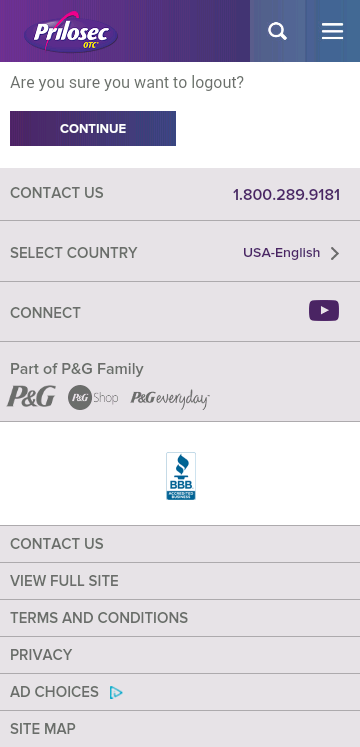 Prilosec
OTC
Are you sure you want to logout?
CONTINUE
CONTACT US 1.800.289.9181
SELECT COUNTRY USA-English
CONNECT
Part of P&G Family
P&G P&G Shop P&G everyday
BBB
ACCREDITED
BUSINESS
CONTACT US
VIEW FULL SITE
TERMS AND CONDITIONS
PRIVACY
AD CHOICES
SITE MAP